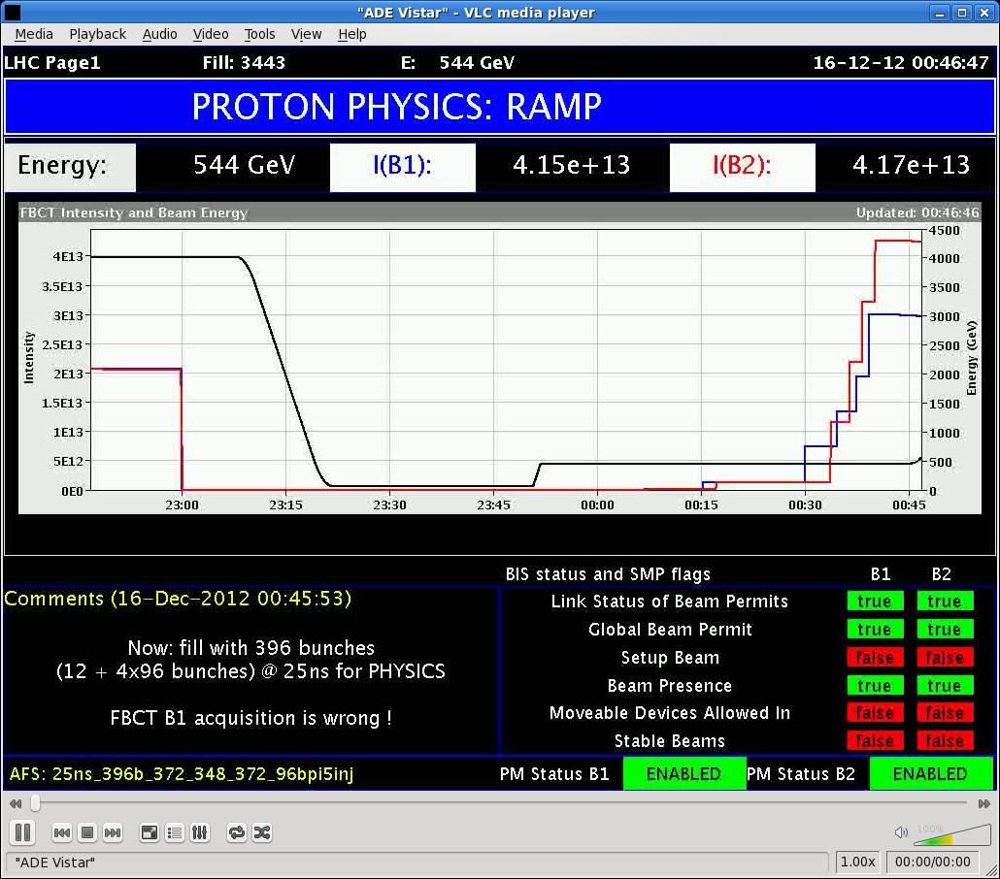 "ADE Vistar" - VLC media player
Media Playback Audio Video Tools View Help
LHC Page1 Fill: 3443 E: 544 GeV 16-12-12 00:46:47
PROTON PHYSICS: RAMP
Energy: 544 GeV I(B1): 4.15e+13 I(B2): 4.17e+13
FBCT Intensity and Beam Energy Updated: 00:46:46
4500
4E13 4000
3.5E13 3500
3E13 3000
2.5E13 2500
2E13 2000
1.5E13 1500
1E13 1000
5E12 500
0E0 0
Intensity
Energy (GeV)
23:00 23:15 23:30 23:45 00:00 00:15 00:30 00:45
BIS status and SMP flags B1 B2
Comments (16-Dec-2012 00:45:53)
Link Status of Beam Permits true true
Global Beam Permit true true
Now: fill with 396 bunches
Setup Beam false false
(12 + 4x96 bunches) @ 25ns for PHYSICS
Beam Presence true true
FBCT B1 acquisition is wrong !
Moveable Devices Allowed In false false
Stable Beams false false
AFS: 25ns_396b_372_348_372_96bpi5inj PM Status B1 ENABLED PM Status B2 ENABLED
100%
"ADE Vistar" 1.00x 00:00/00:00